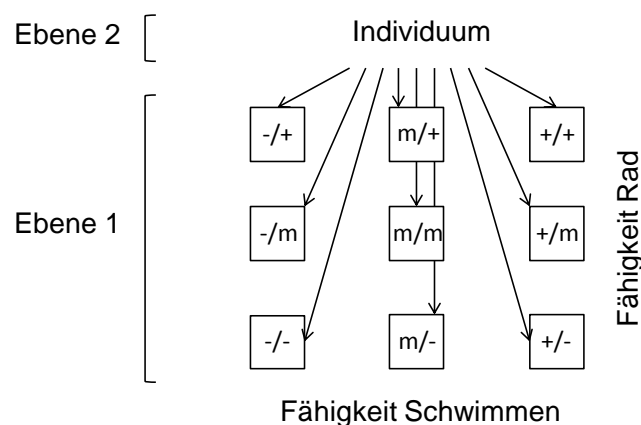 Ebene 2
Individuum
-/+ m/+ +/+
Ebene 1
-/m m/m +/m
-/- m/- +/-
Fähigkeit Rad
Fähigkeit Schwimmen